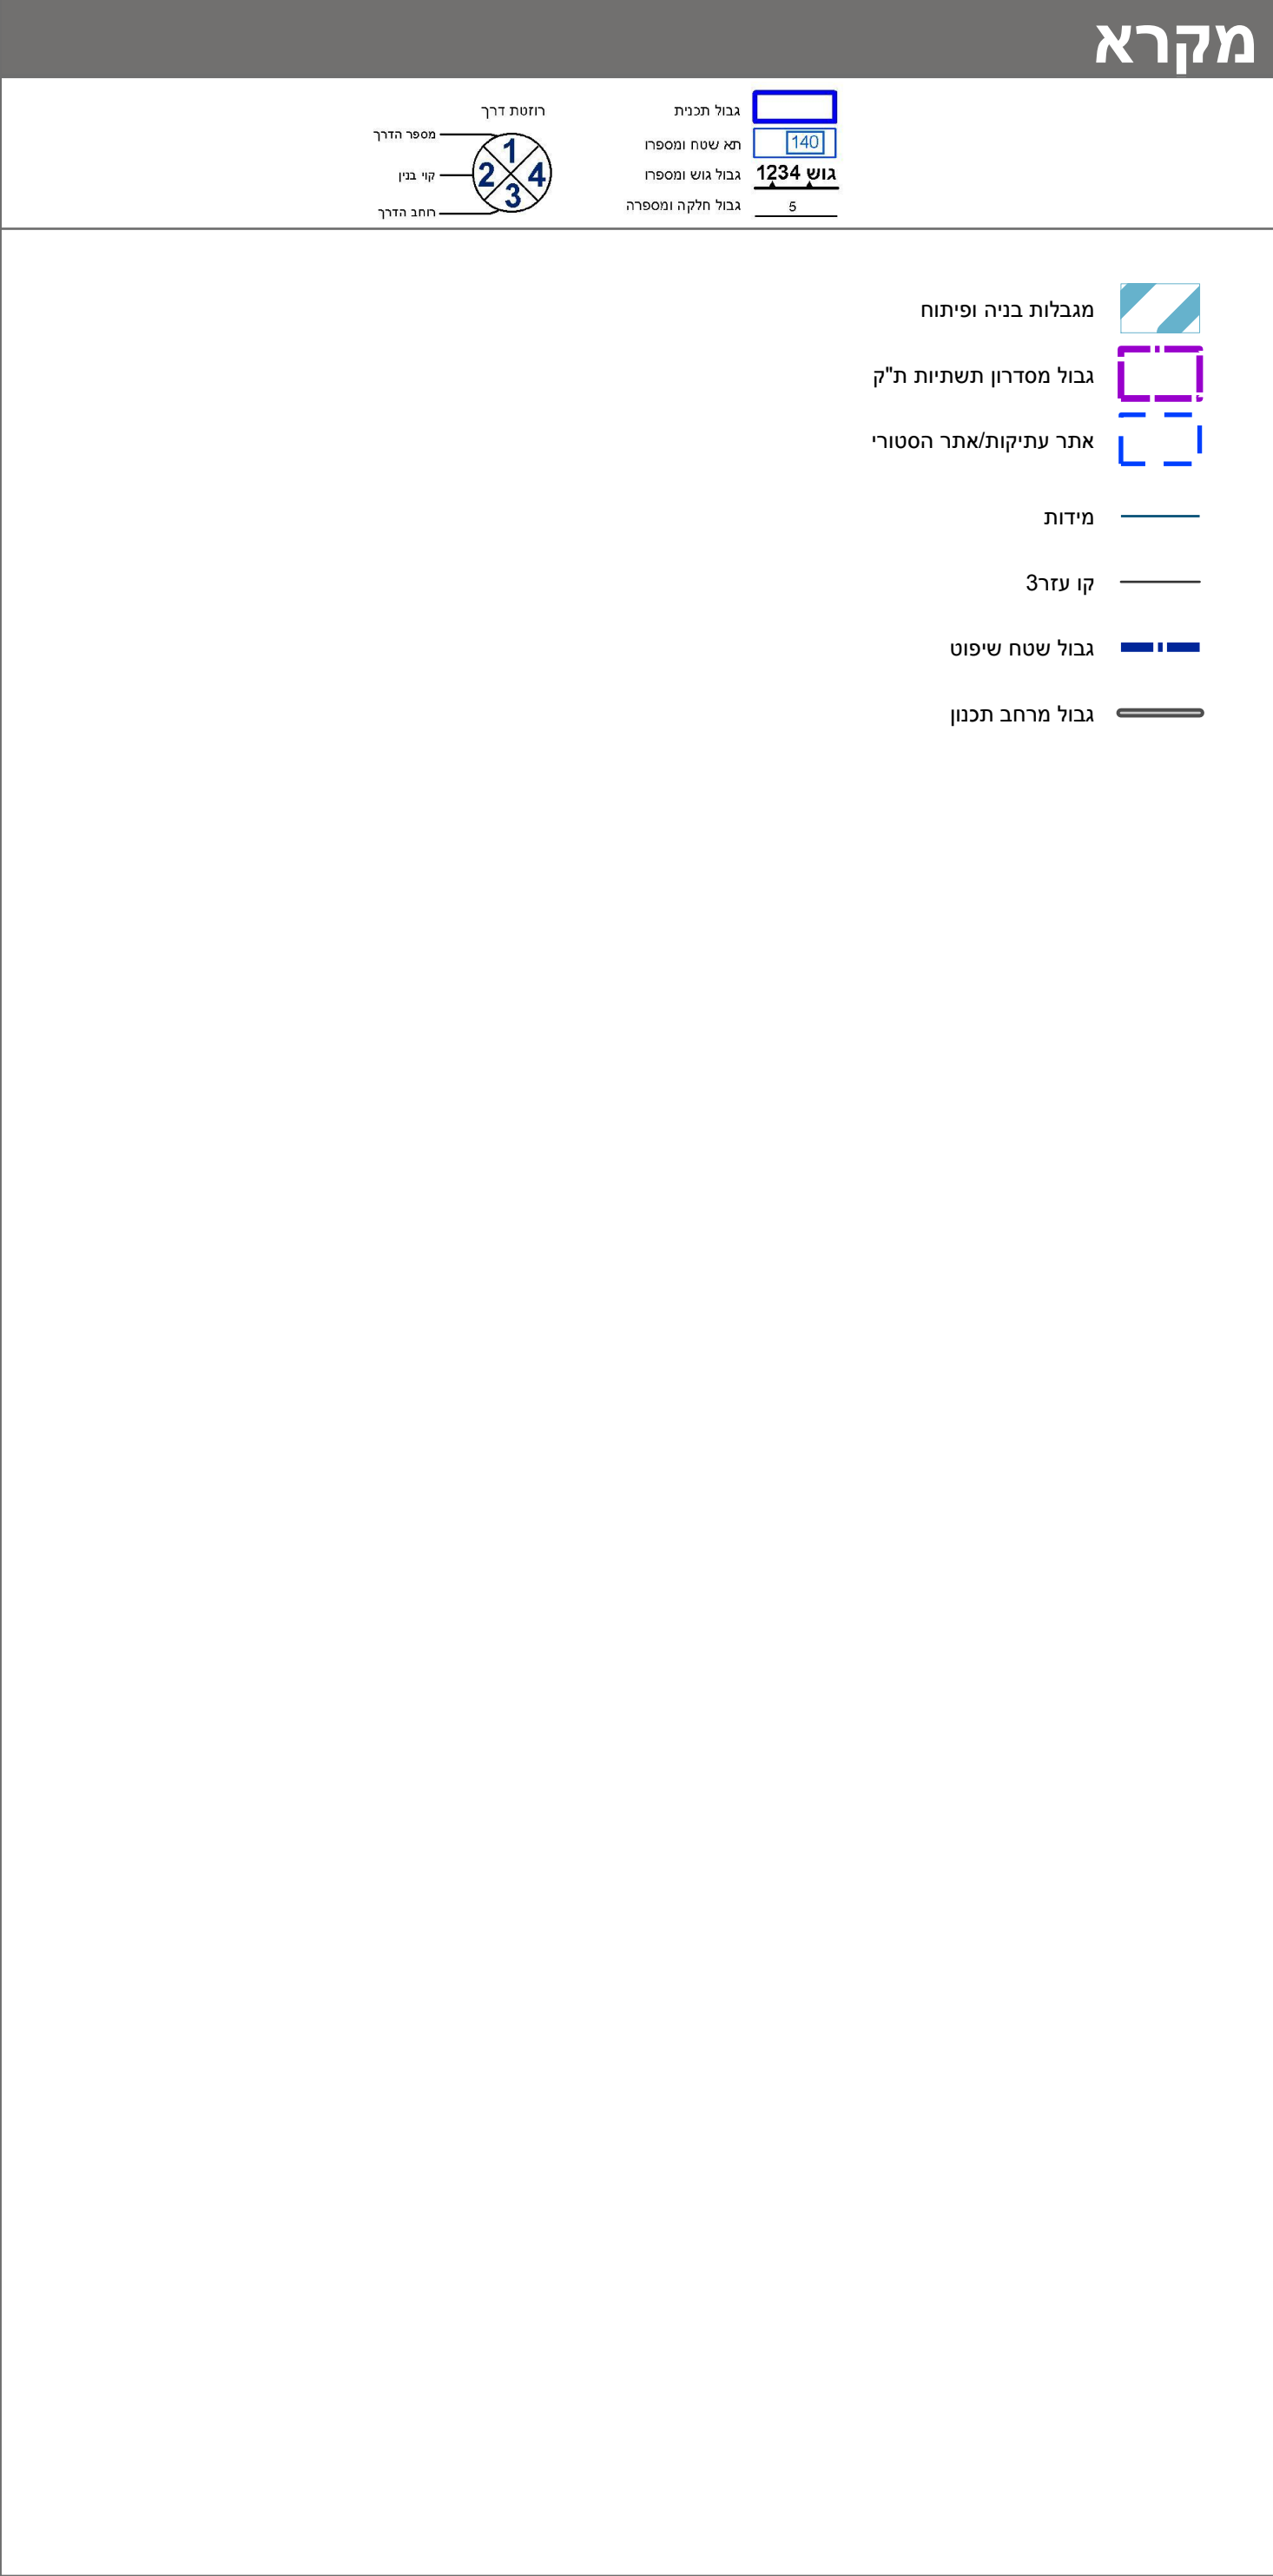 מקרא
גבול תכנית
140
תא שטח ומספרו
גוש 1234
גבול גוש ומספרו
5
גבול חלקה ומספרה
רוזטת דרך
מספר הדרך
קוי בנין
רוחב הדרך
1
2
4
3
מגבלות בניה ופיתוח
גבול מסדרון תשתיות ת"ק
אתר עתיקות/אתר הסטורי
מידות
קו עזר3
גבול שטח שיפוט
גבול מרחב תכנון